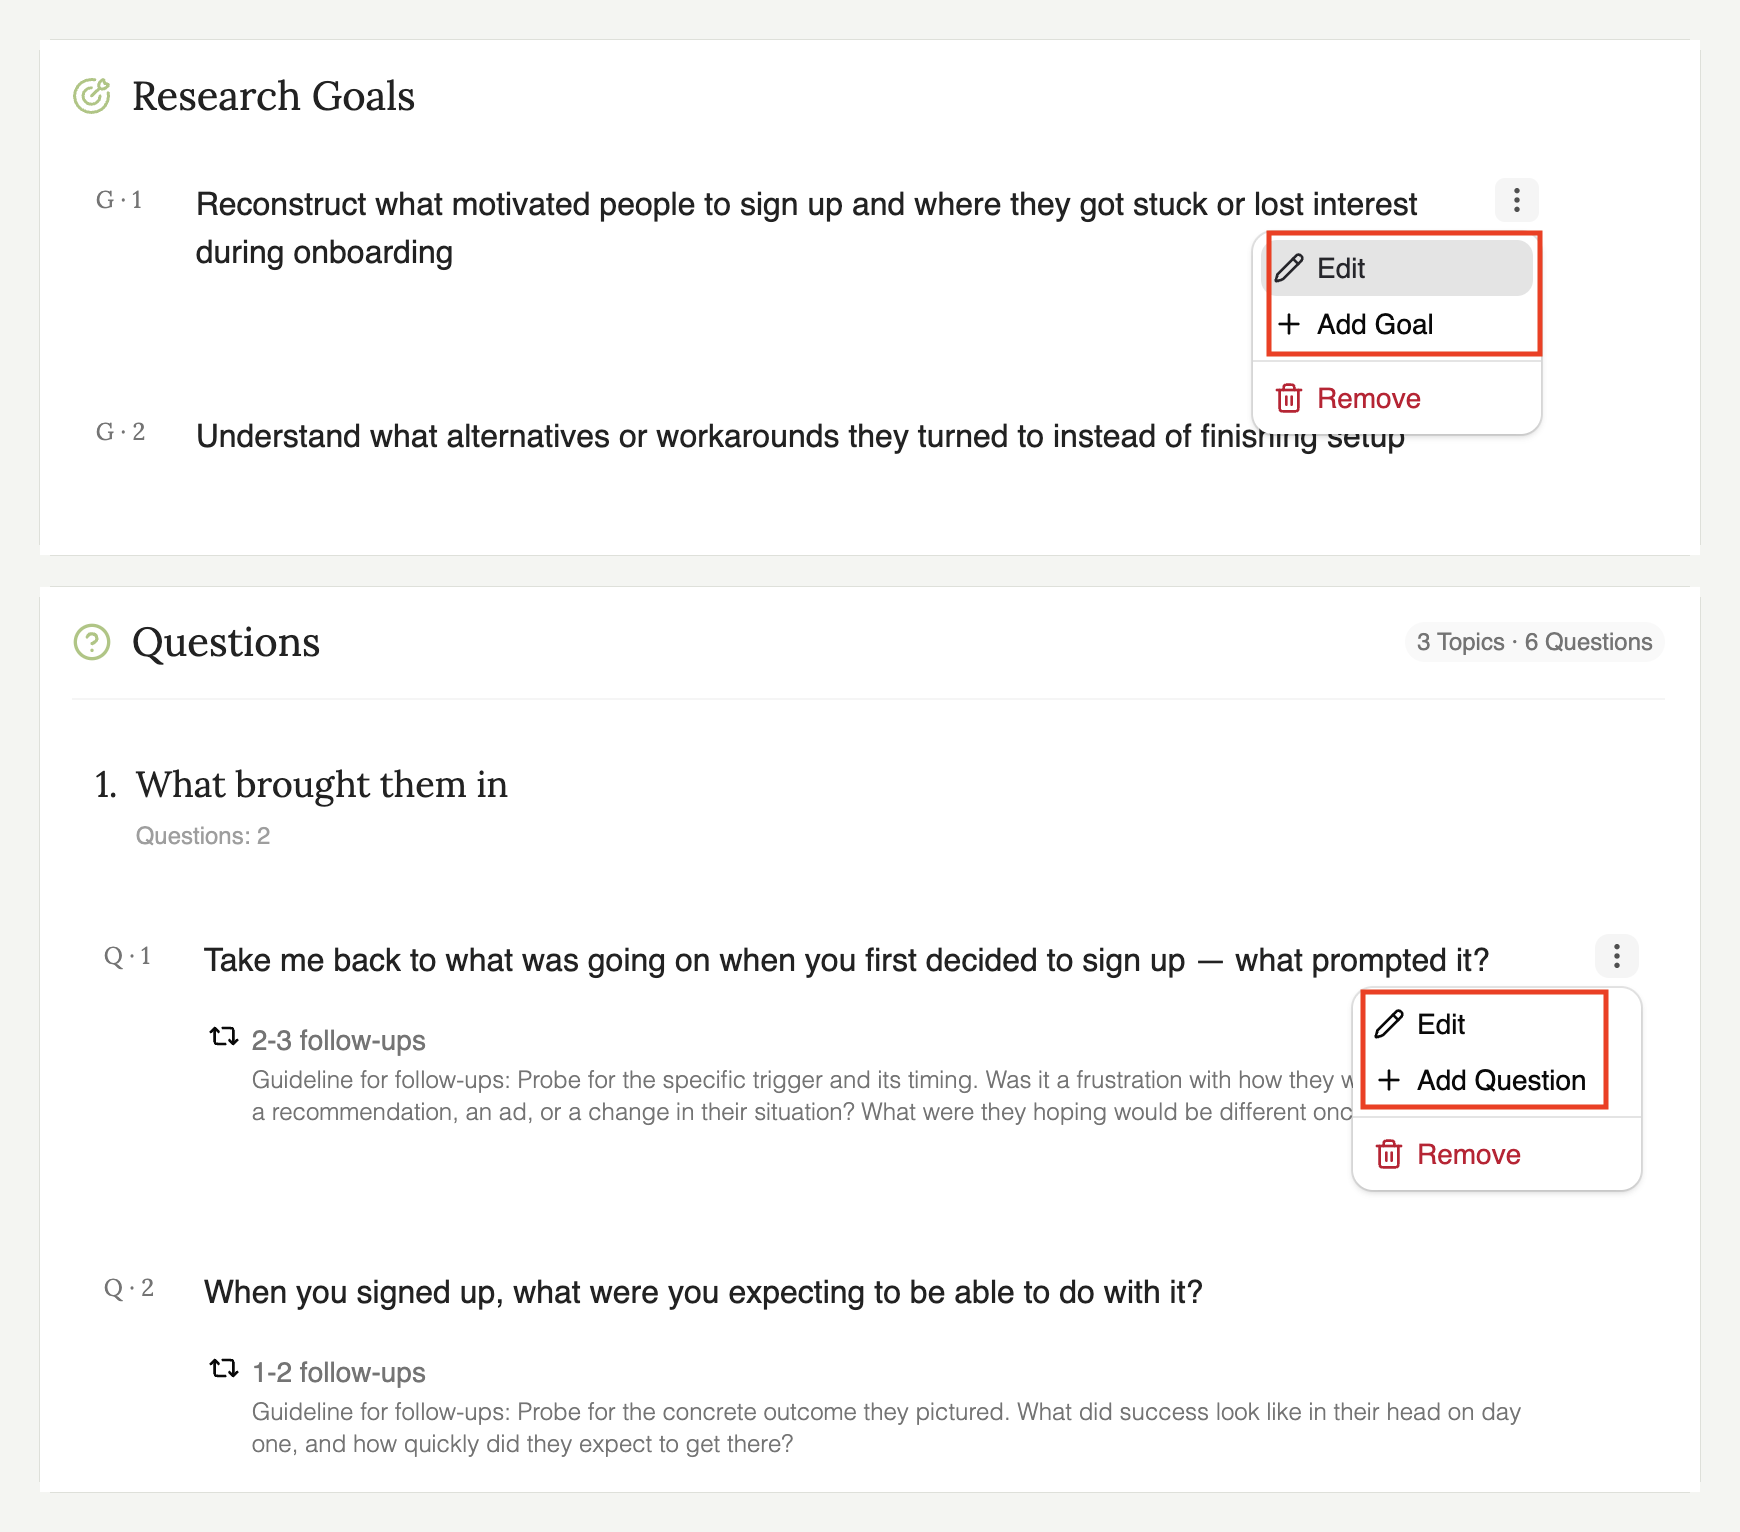 Research Goals
G · 1
Reconstruct what motivated people to sign up and where they got stuck or lost interest
during onboarding
Edit
Add Goal
Remove
G · 2
Understand what alternatives or workarounds they turned to instead of finishing setup
Questions
3 Topics · 6 Questions
1. What brought them in
Questions: 2
Q · 1
Take me back to what was going on when you first decided to sign up — what prompted it?
Edit
Add Question
Remove
2-3 follow-ups
Guideline for follow-ups: Probe for the specific trigger and its timing. Was it a frustration with how they
a recommendation, an ad, or a change in their situation? What were they hoping would be different
Q · 2
When you signed up, what were you expecting to be able to do with it?
1-2 follow-ups
Guideline for follow-ups: Probe for the concrete outcome they pictured. What did success look like in their head on day
one, and how quickly did they expect to get there?